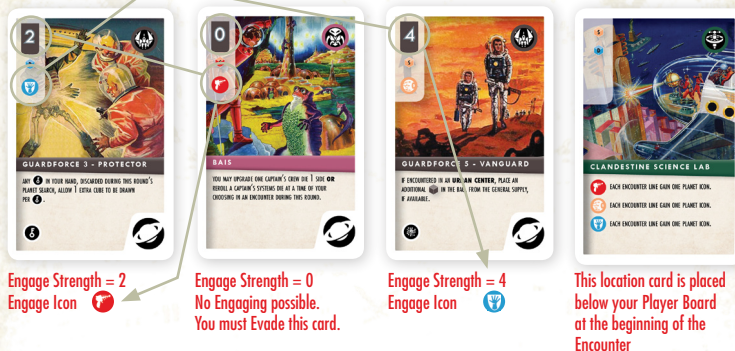 2
GUARDFORCE 3 - PROTECTOR
ANY IN YOUR HAND, DISCARDED DURING THIS ROUND'S
PLANET SEARCH, ALLOW 1 EXTRA CUBE TO BE DRAWN
PER
0
BAIS
YOU MAY UPGRADE ONE CAPTAIN'S CREW DIE 1 SIDE OR
REROLL A CAPTAIN'S SYSTEMS DIE AT A TIME OF YOUR
CHOOSING IN AN ENCOUNTER DURING THIS ROUND.
4
S
GUARDFORCE 5 - VANGUARD
IF ENCOUNTERED IN AN URBAN CENTER, PLACE AN
ADDITIONAL IN THE BAG FROM THE GENERAL SUPPLY,
IF AVAILABLE.
S
D
CLANDESTINE SCIENCE LAB
EACH ENCOUNTER LINE GAIN ONE PLANET ICON.
EACH ENCOUNTER LINE GAIN ONE PLANET ICON.
EACH ENCOUNTER LINE GAIN ONE PLANET ICON.
Engage Strength = 2
Engage Icon
Engage Strength = 0
No Engaging possible.
You must Evade this card.
Engage Strength = 4
Engage Icon
This location card is placed
below your Player Board
at the beginning of the
Encounter